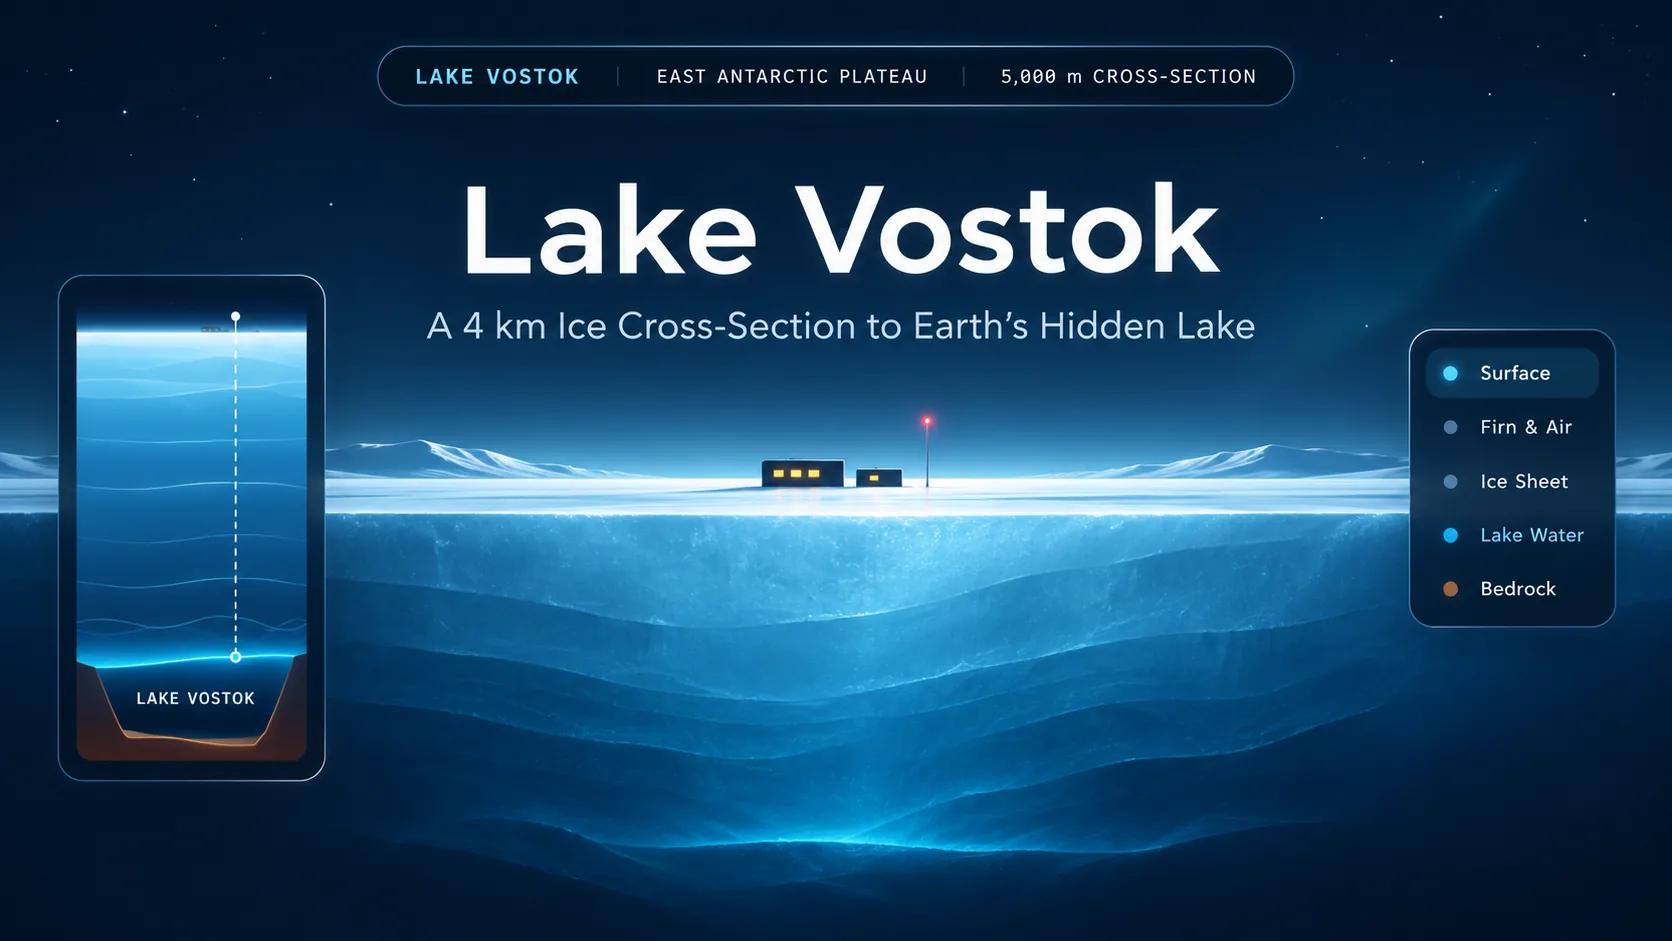 LAKE VOSTOK | EAST ANTARCTIC PLATEAU | 5,000 m CROSS-SECTION
Lake Vostok
A 4 km Ice Cross-Section to Earth’s Hidden Lake
LAKE VOSTOK
Surface
Firn & Air
Ice Sheet
Lake Water
Bedrock